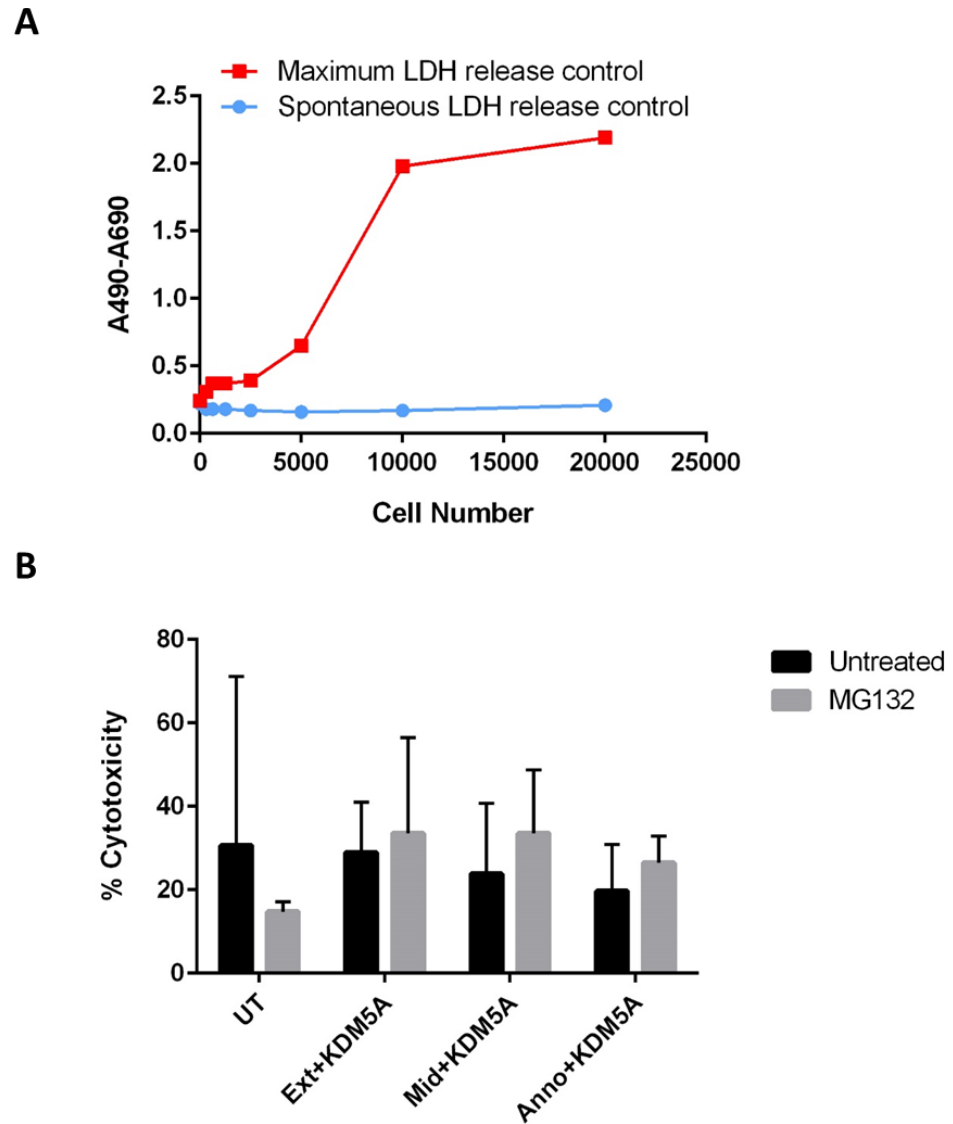 A
Maximum LDH release control
Spontaneous LDH release control
2.5
2.0
1.5
1.0
0.5
0.0
A490-A690
0 5000 10000 15000 20000 25000
Cell Number
B
80
60
40
20
0
% Cytotoxicity
Untreated
MG132
UT
Ext+KDM5A
Mid+KDM5A
Anno+KDM5A